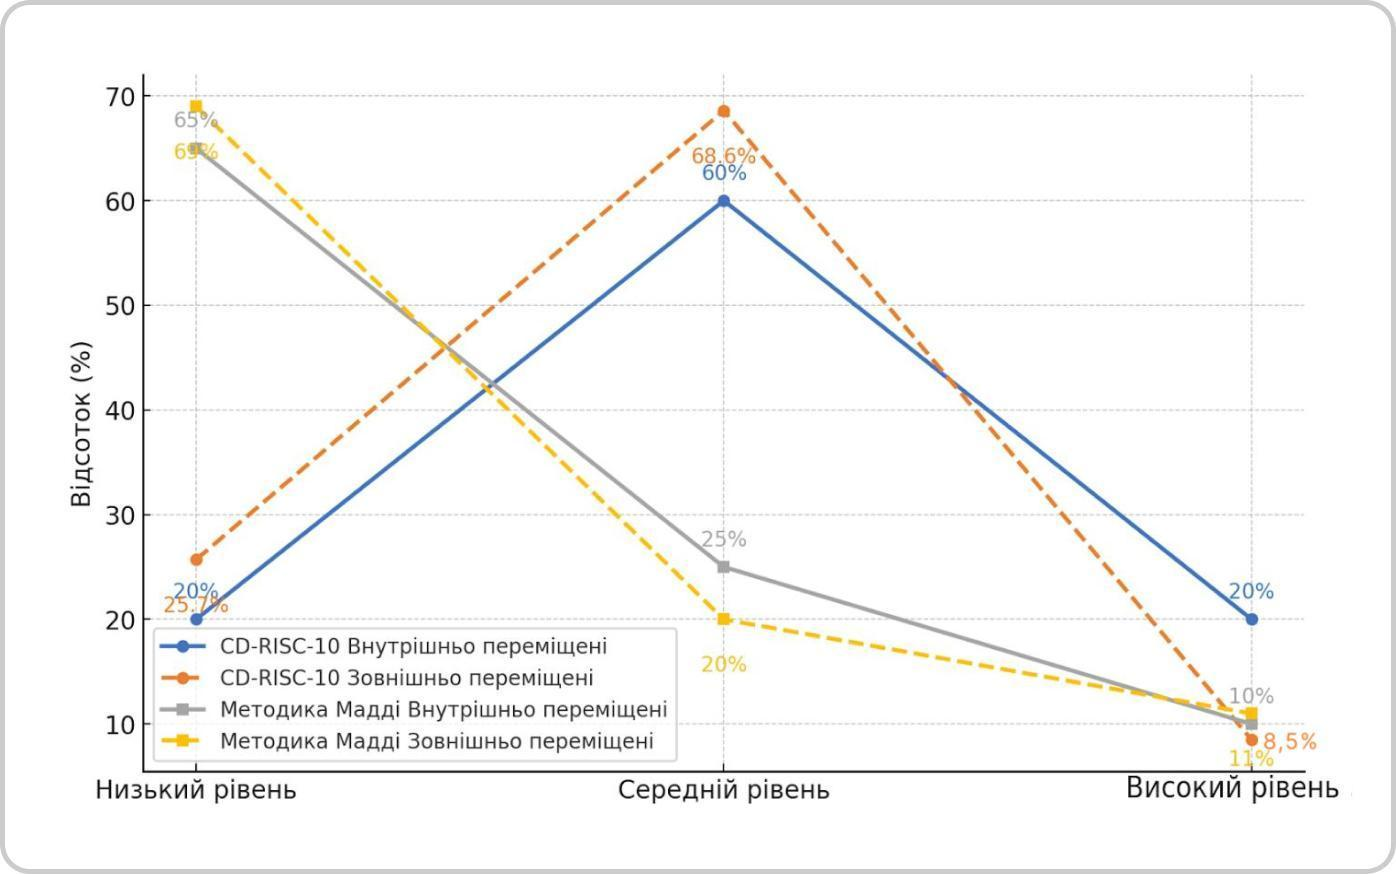 70
65%
69%
68.6%
60%
60
50
Відсоток (%)
40
30
25%
20%
25.7%
20%
20
CD-RISC-10 Внутрішньо переміщені
CD-RISC-10 Зовнішньо переміщені
Методика Мадді Внутрішньо переміщені
Методика Мадді Зовнішньо переміщені
20%
10%
10
8,5%
11%
Низький рівень
Середній рівень
Високий рівень